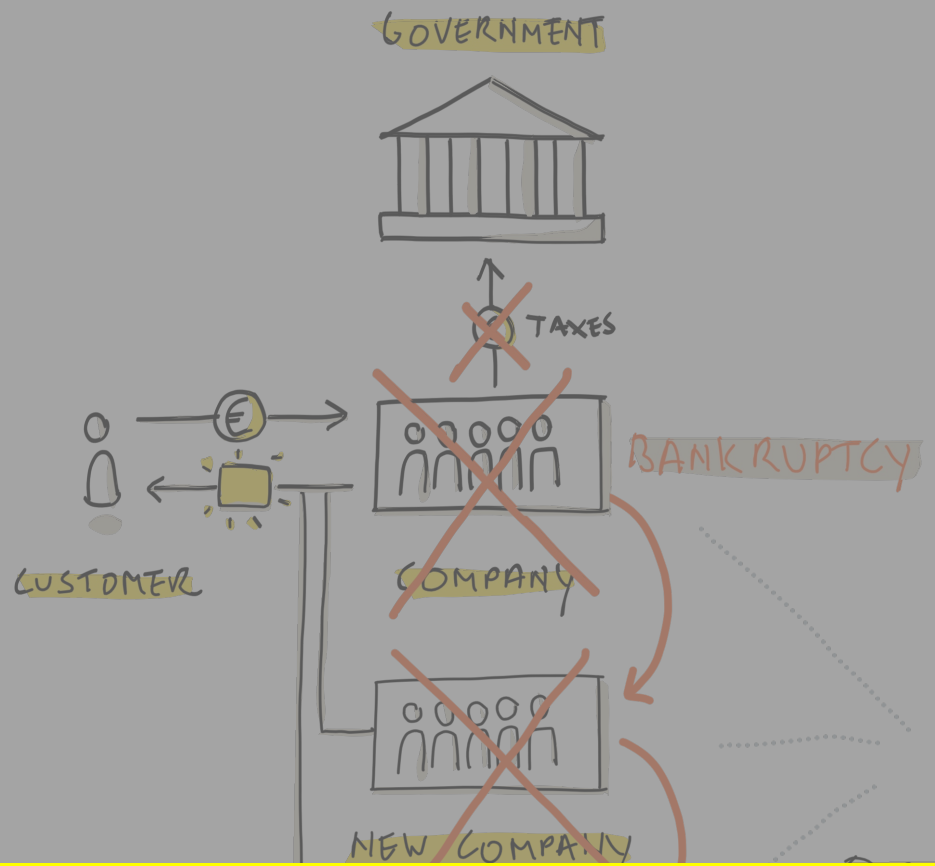 GOVERNMENT
TAXES
€
BANKRUPTCY
CUSTOMER
COMPANY
NEW COMPANY